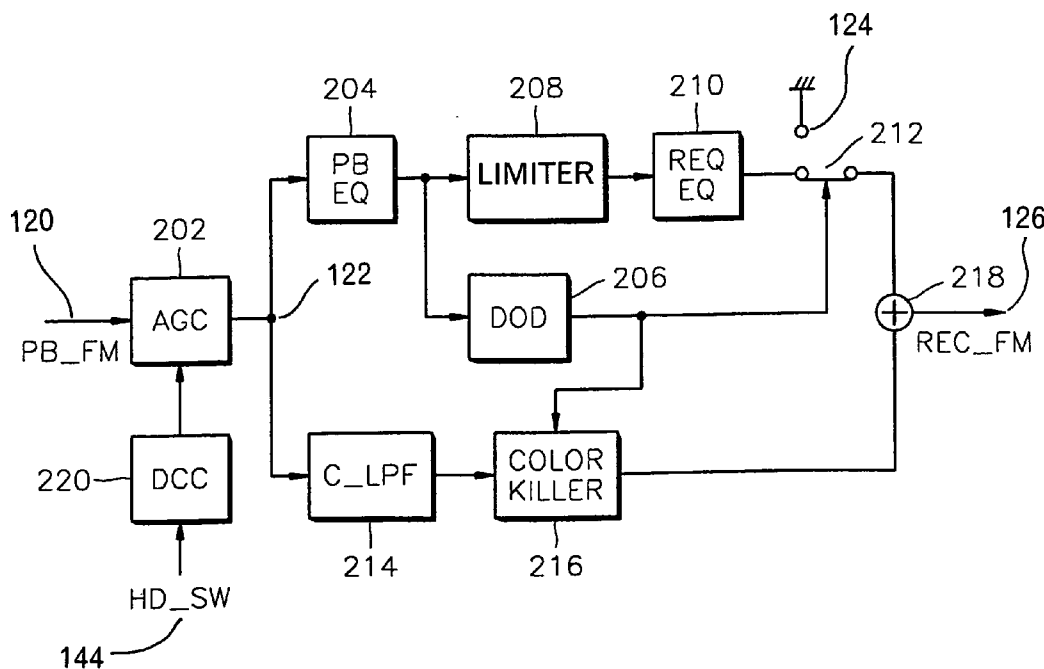 124
204
208
210
212
PB
EQ
LIMITER
REQ
EQ
120
202
122
206
126
218
AGC
DOD
PB_FM
REC_FM
220
DCC
C_LPF
COLOR
KILLER
214
216
HD_SW
144